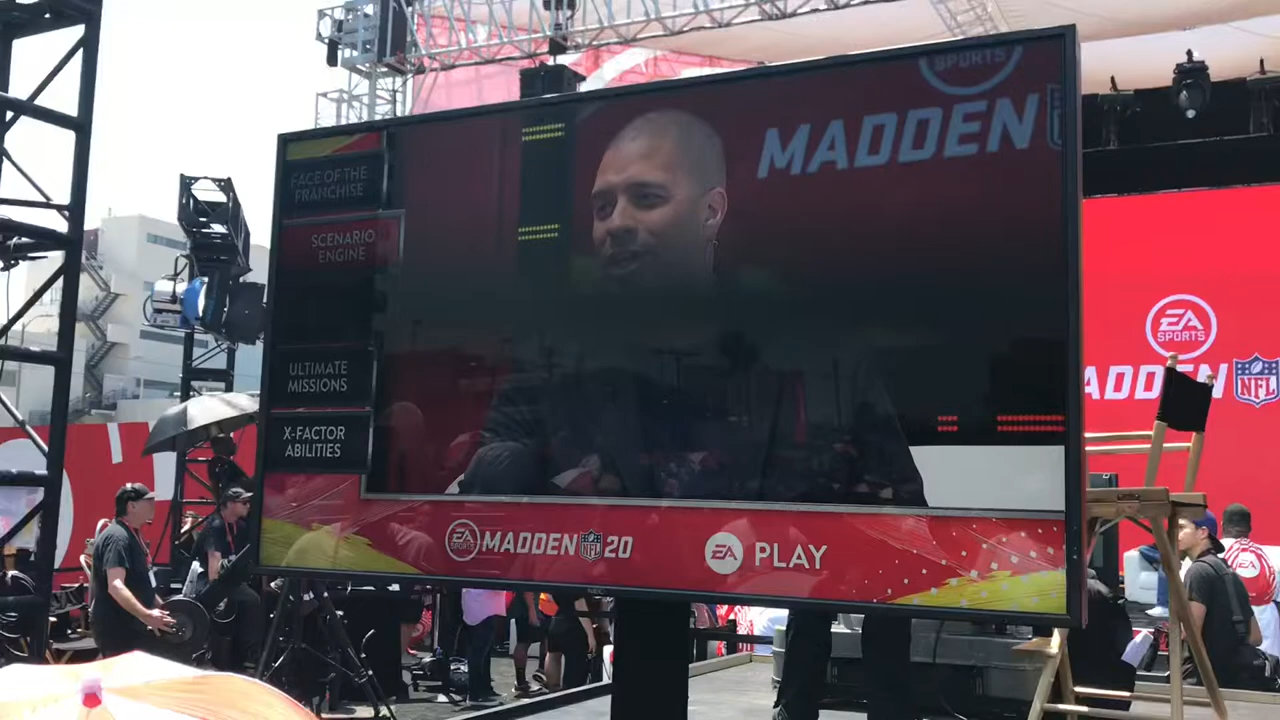 SPORTS
MADDEN
FACE OF THE
FRANCHISE
SCENARIO
ENGINE
ULTIMATE
MISSIONS
X-FACTOR
ABILITIES
EA
SPORTS
MADDEN NFL 20
EA PLAY
EA
SPORTS
ADDEN NFL
EA